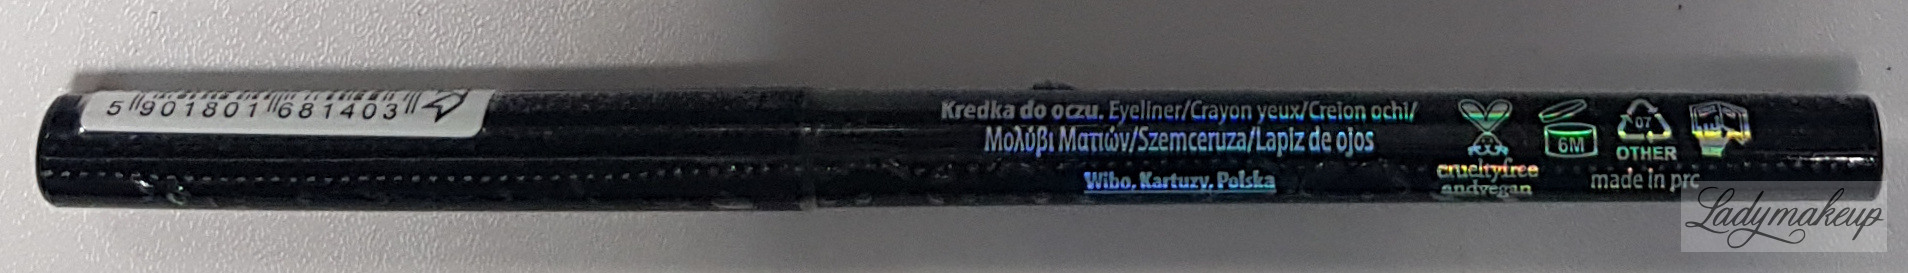 5 901801 681403
Kredka do oczu. Eyeliner/Crayon yeux/Creion ochi/
Μολύβι Ματιών/Szemceruza/Lapiz de ojos
Wibo, Kartuzy, Polska
crueltyfree
andvegan
6M
07
OTHER
made in prc
Ladymakeup